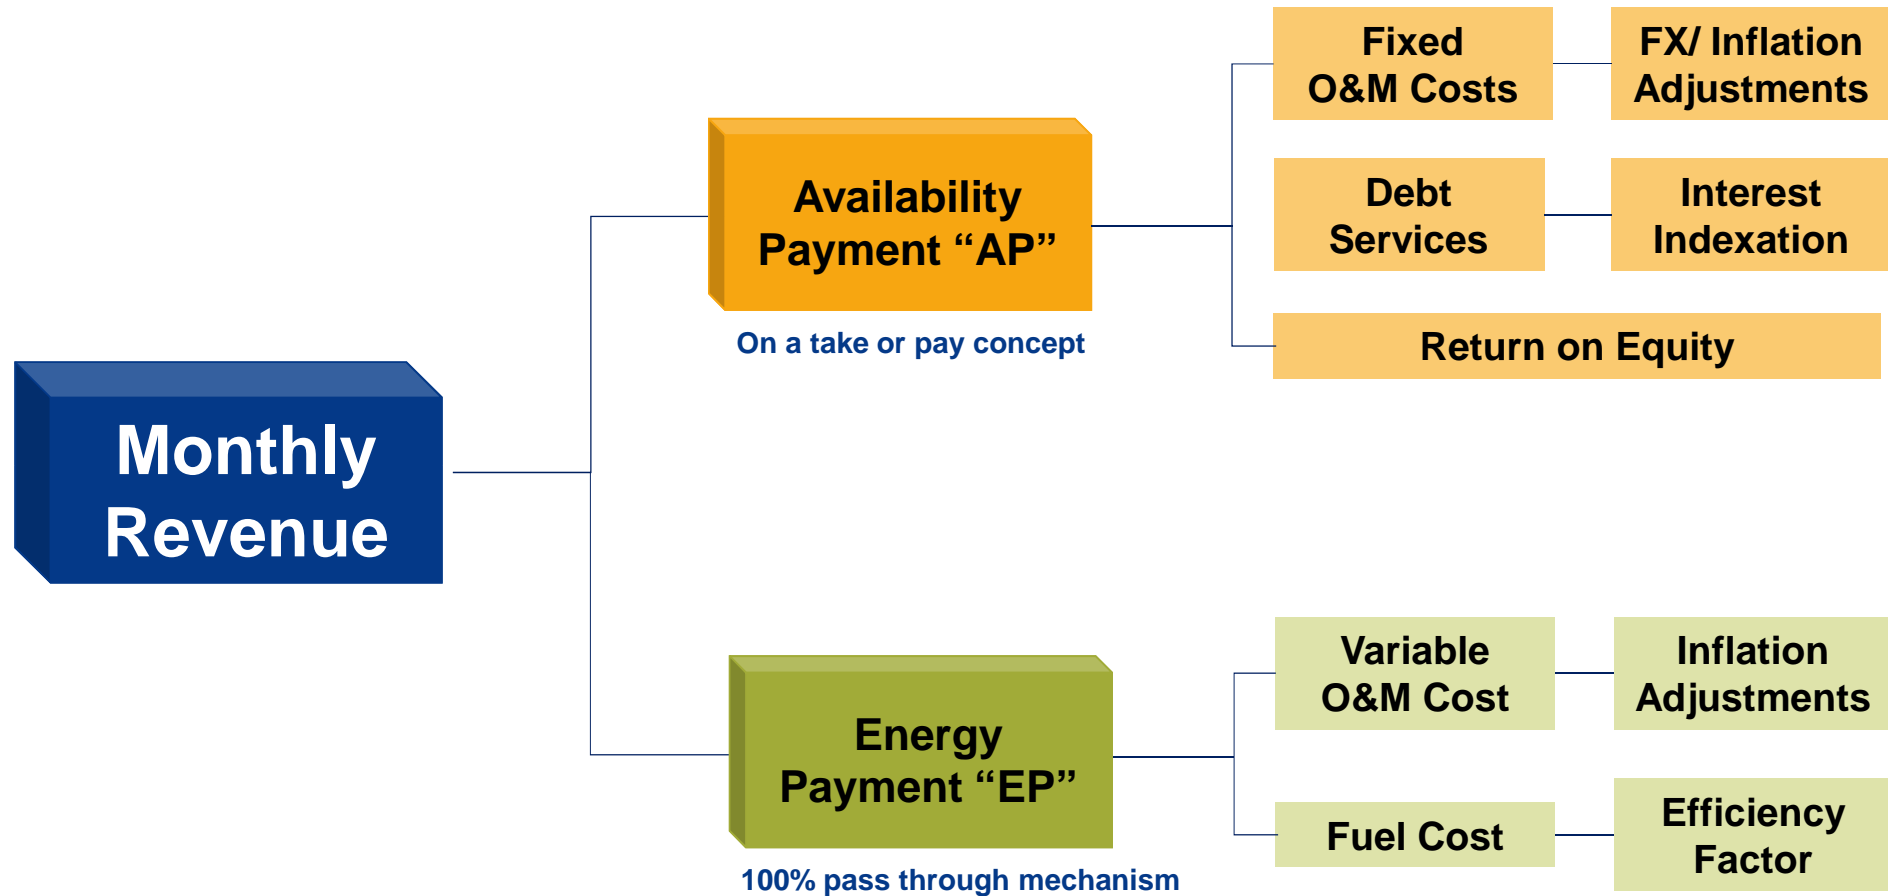 Monthly
Revenue
Availability
Payment “AP”
On a take or pay concept
Fixed
O&M Costs
FX/ Inflation
Adjustments
Debt
Services
Interest
Indexation
Return on Equity
Energy
Payment “EP”
100% pass through mechanism
Variable
O&M Cost
Inflation
Adjustments
Fuel Cost
Efficiency
Factor